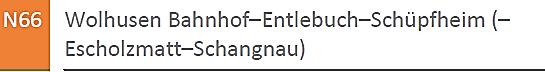 N66 Wolhusen Bahnhof–Entlebuch–Schüpfheim (–
Escholzmatt–Schangnau)